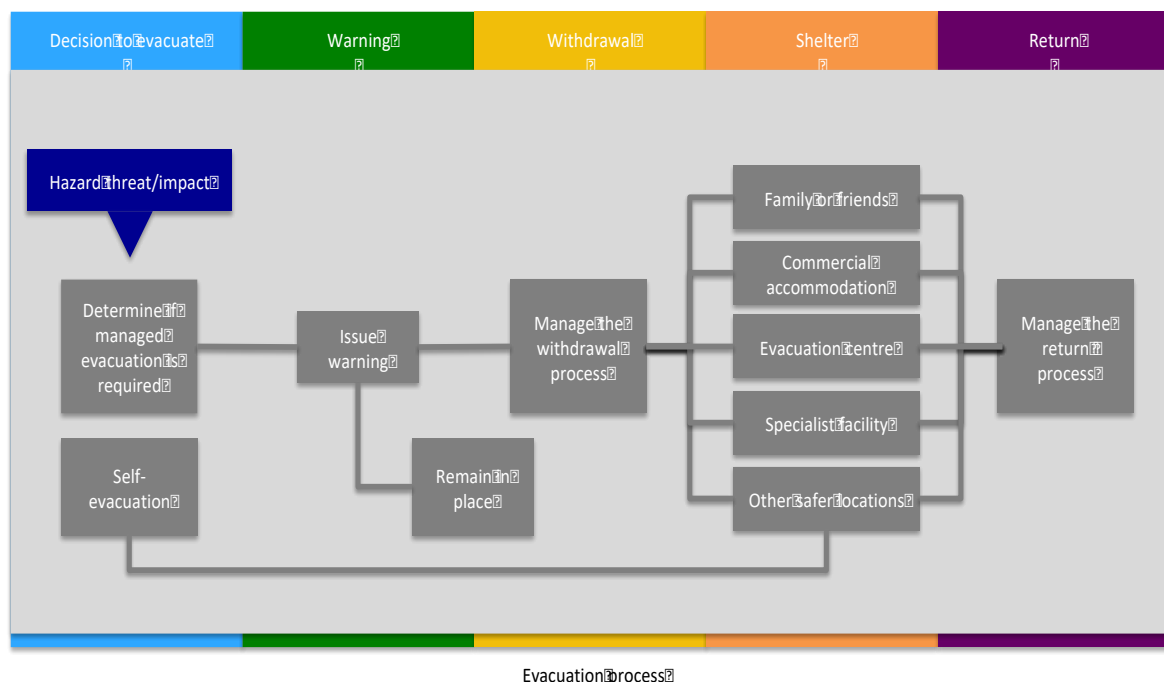 Decision to evacuate
Warning
Withdrawal
Shelter
Return
Hazard threat/impact
Determine if
managed
evacuation is
required
Self-
evacuation
Issue
warning
Remain in
place
Manage the
withdrawal
process
Family or friends
Commercial
accommodation
Evacuation centre
Specialist facility
Other safer locations
Manage the
return
process
Evacuation process